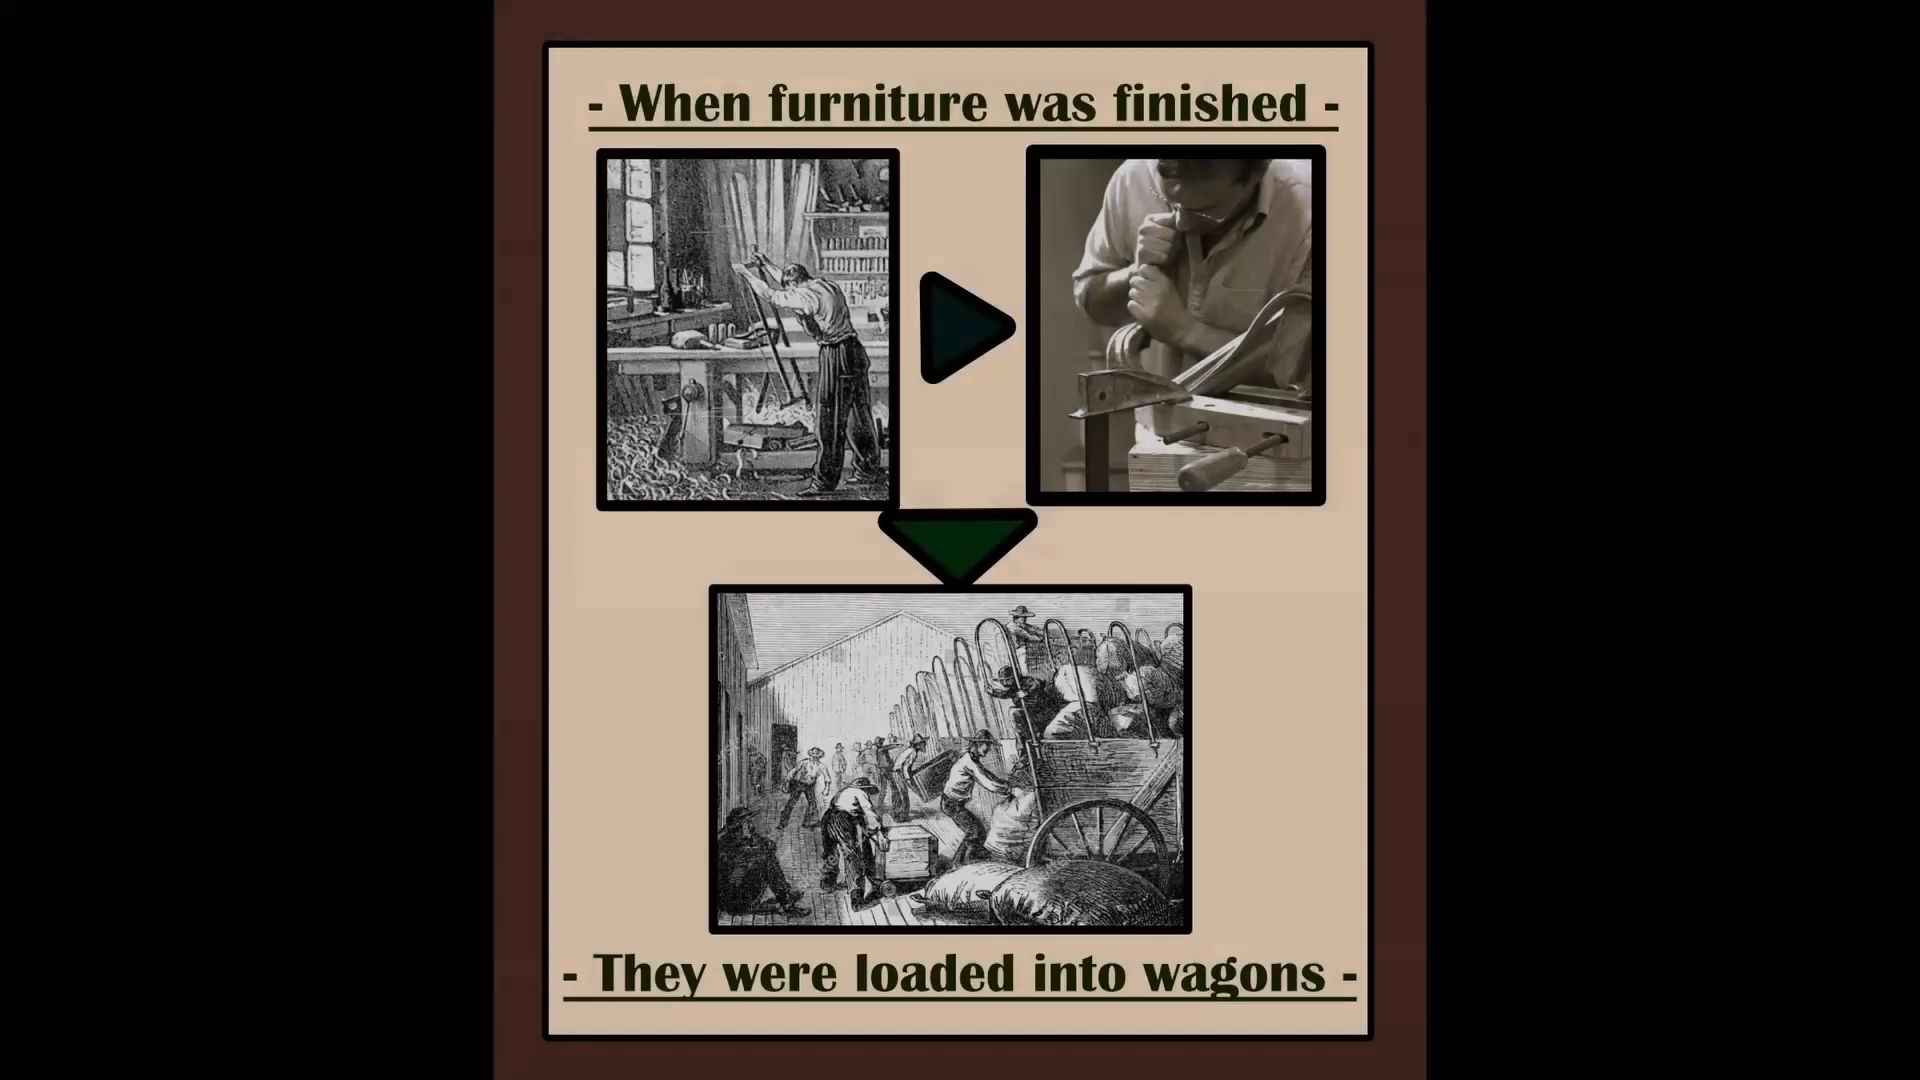 - When furniture was finished -
- They were loaded into wagons -